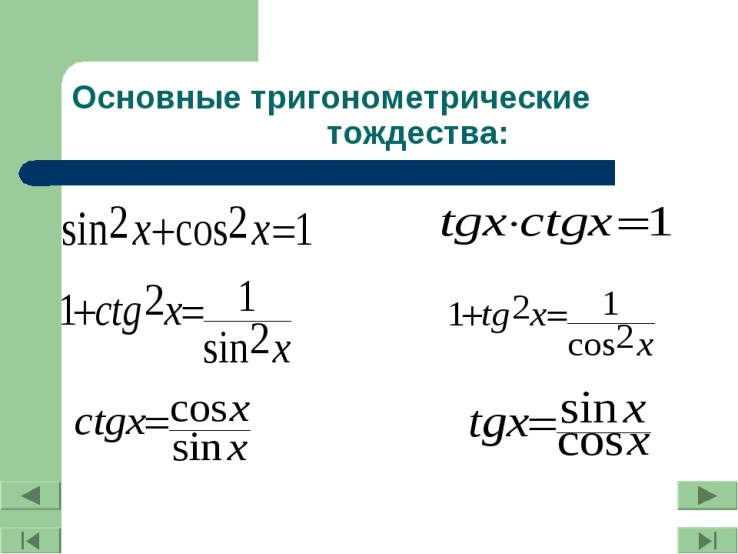 Основные тригонометрические
тождества:
sin²x+cos²x=1
tgx·ctgx=1
1+ctg²x=1/sin²x
1+tg²x=1/cos²x
ctgx=cosx/sinx
tgx=sinx/cosx